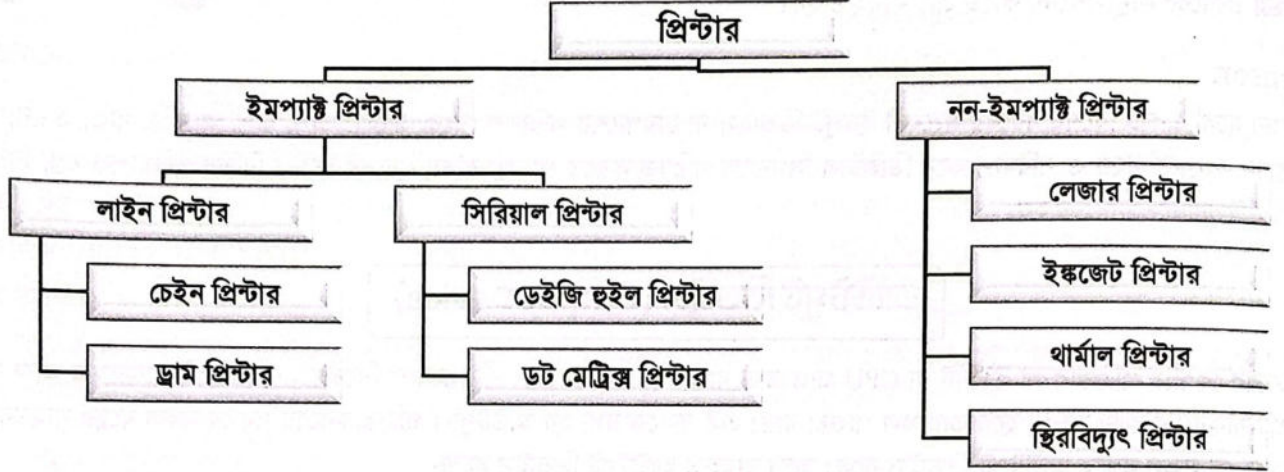 প্রিন্টার
ইমপ্যাক্ট প্রিন্টার
নন-ইমপ্যাক্ট প্রিন্টার
লাইন প্রিন্টার
সিরিয়াল প্রিন্টার
লেজার প্রিন্টার
চেইন প্রিন্টার
ডেইজি হুইল প্রিন্টার
ইঙ্কজেট প্রিন্টার
ড্রাম প্রিন্টার
ডট মেট্রিক্স প্রিন্টার
থার্মাল প্রিন্টার
স্থিরবিদ্যুৎ প্রিন্টার